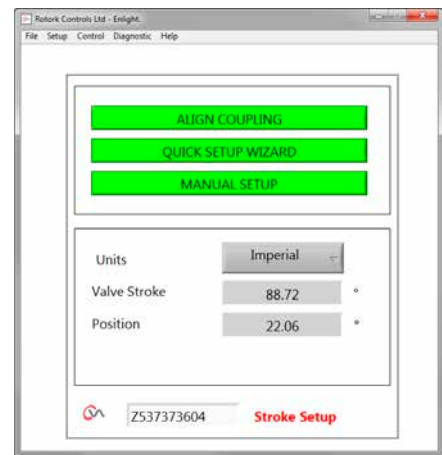 Rotork Controls Ltd - Enlight.
File Setup Control Diagnostic Help
ALIGN COUPLING
QUICK SETUP WIZARD
MANUAL SETUP
Units Imperial
Valve Stroke 88.72 °
Position 22.06 °
Z537373604 Stroke Setup